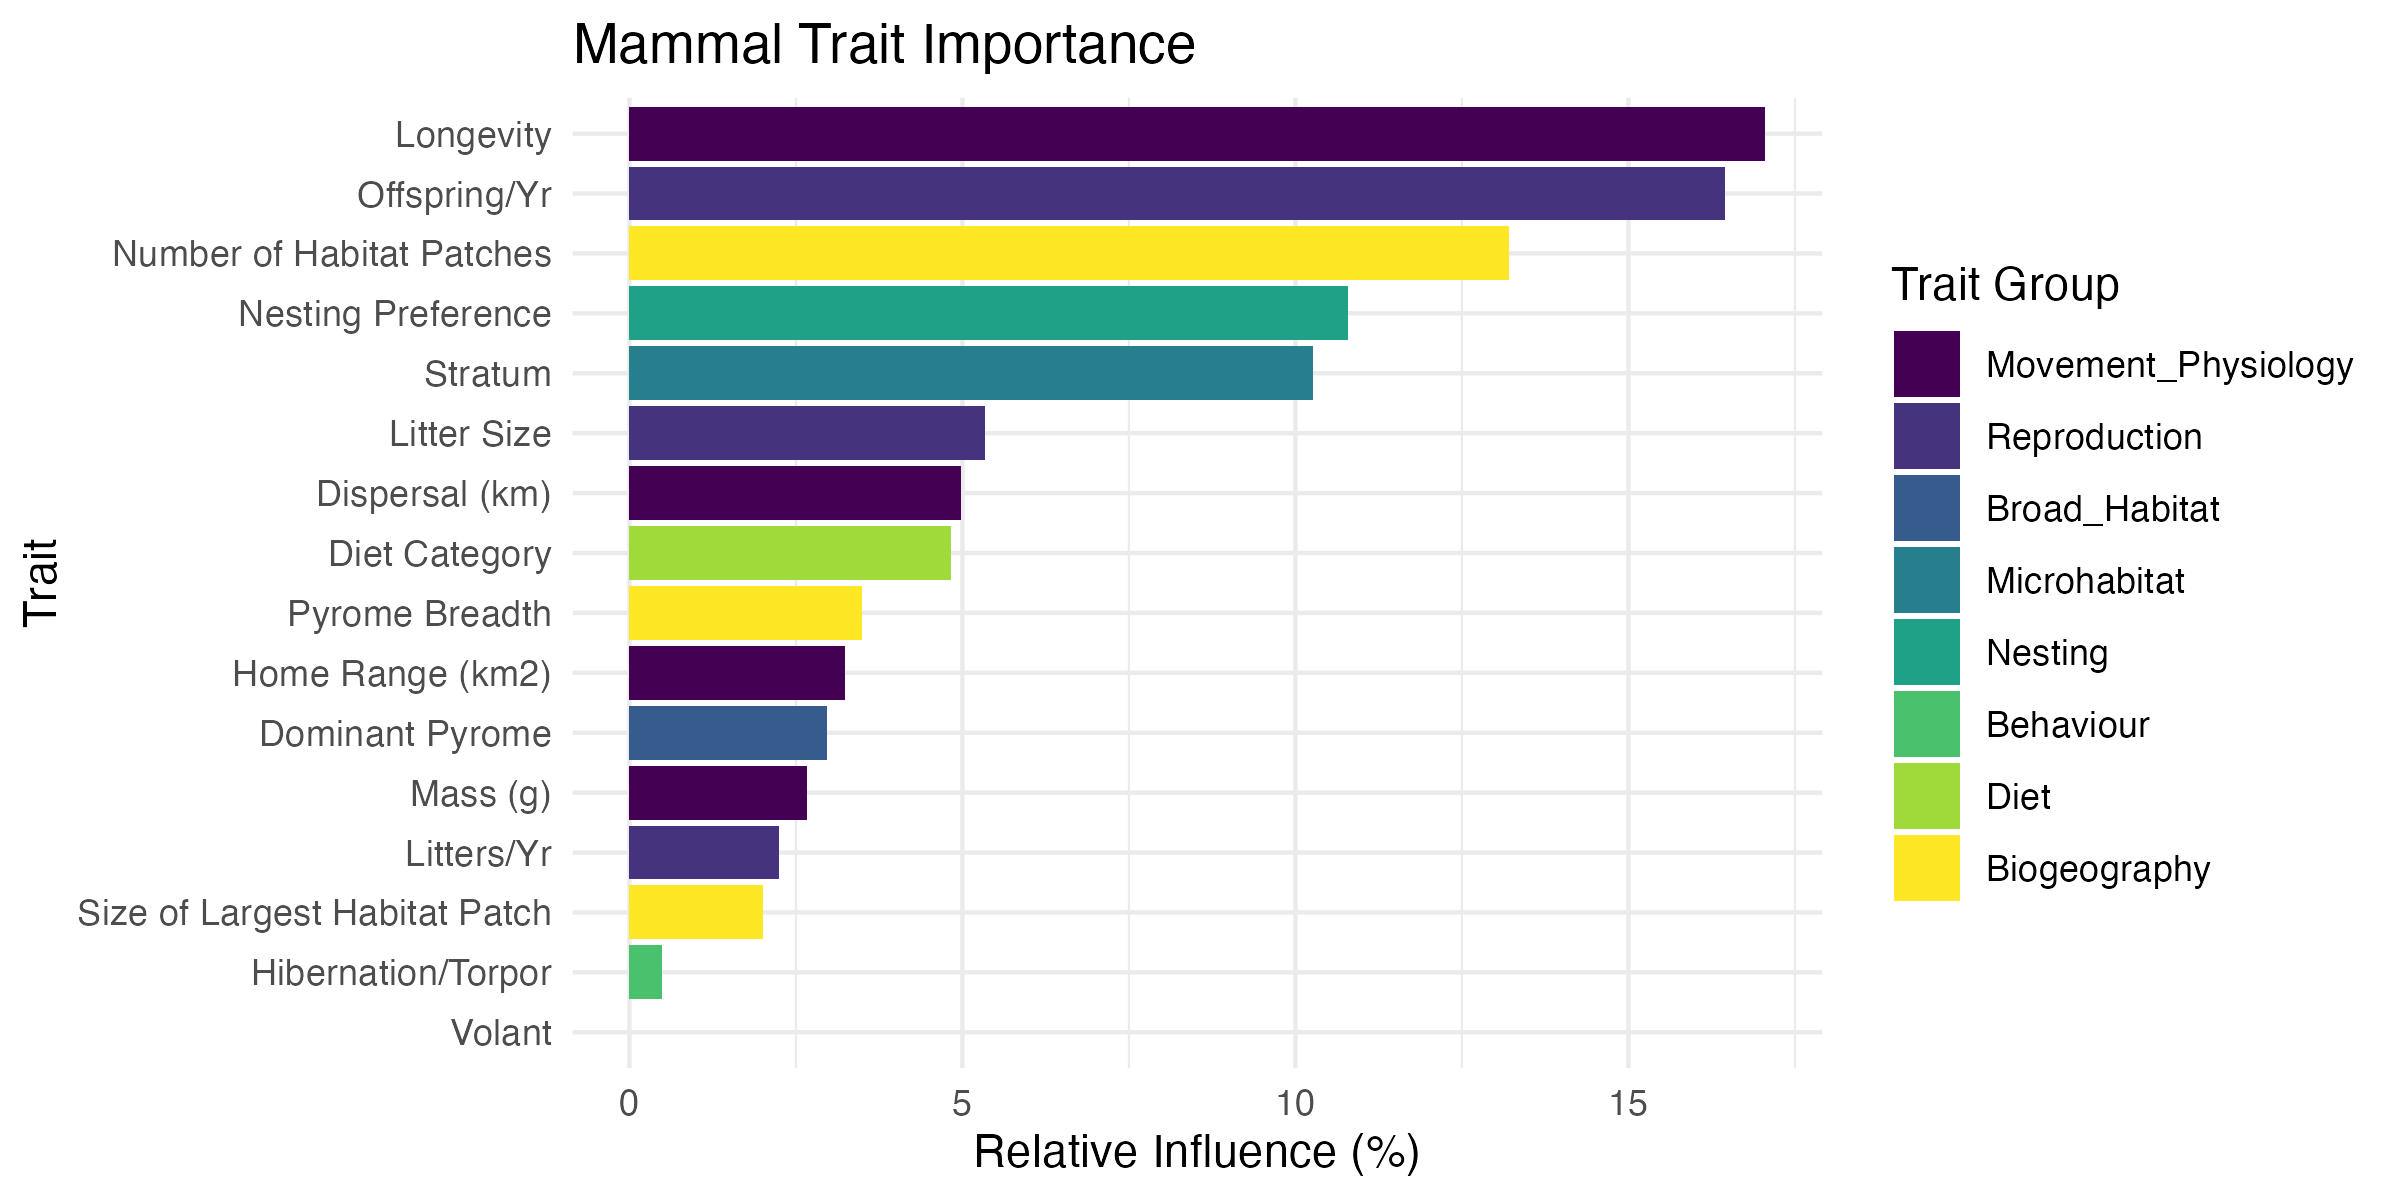 Mammal Trait Importance
Longevity
Offspring/Yr
Number of Habitat Patches
Nesting Preference
Stratum
Litter Size
Dispersal (km)
Diet Category
Pyrome Breadth
Home Range (km2)
Dominant Pyrome
Mass (g)
Litters/Yr
Size of Largest Habitat Patch
Hibernation/Torpor
Volant
Trait
0 5 10 15
Relative Influence (%)
Trait Group
Movement_Physiology
Reproduction
Broad_Habitat
Microhabitat
Nesting
Behaviour
Diet
Biogeography